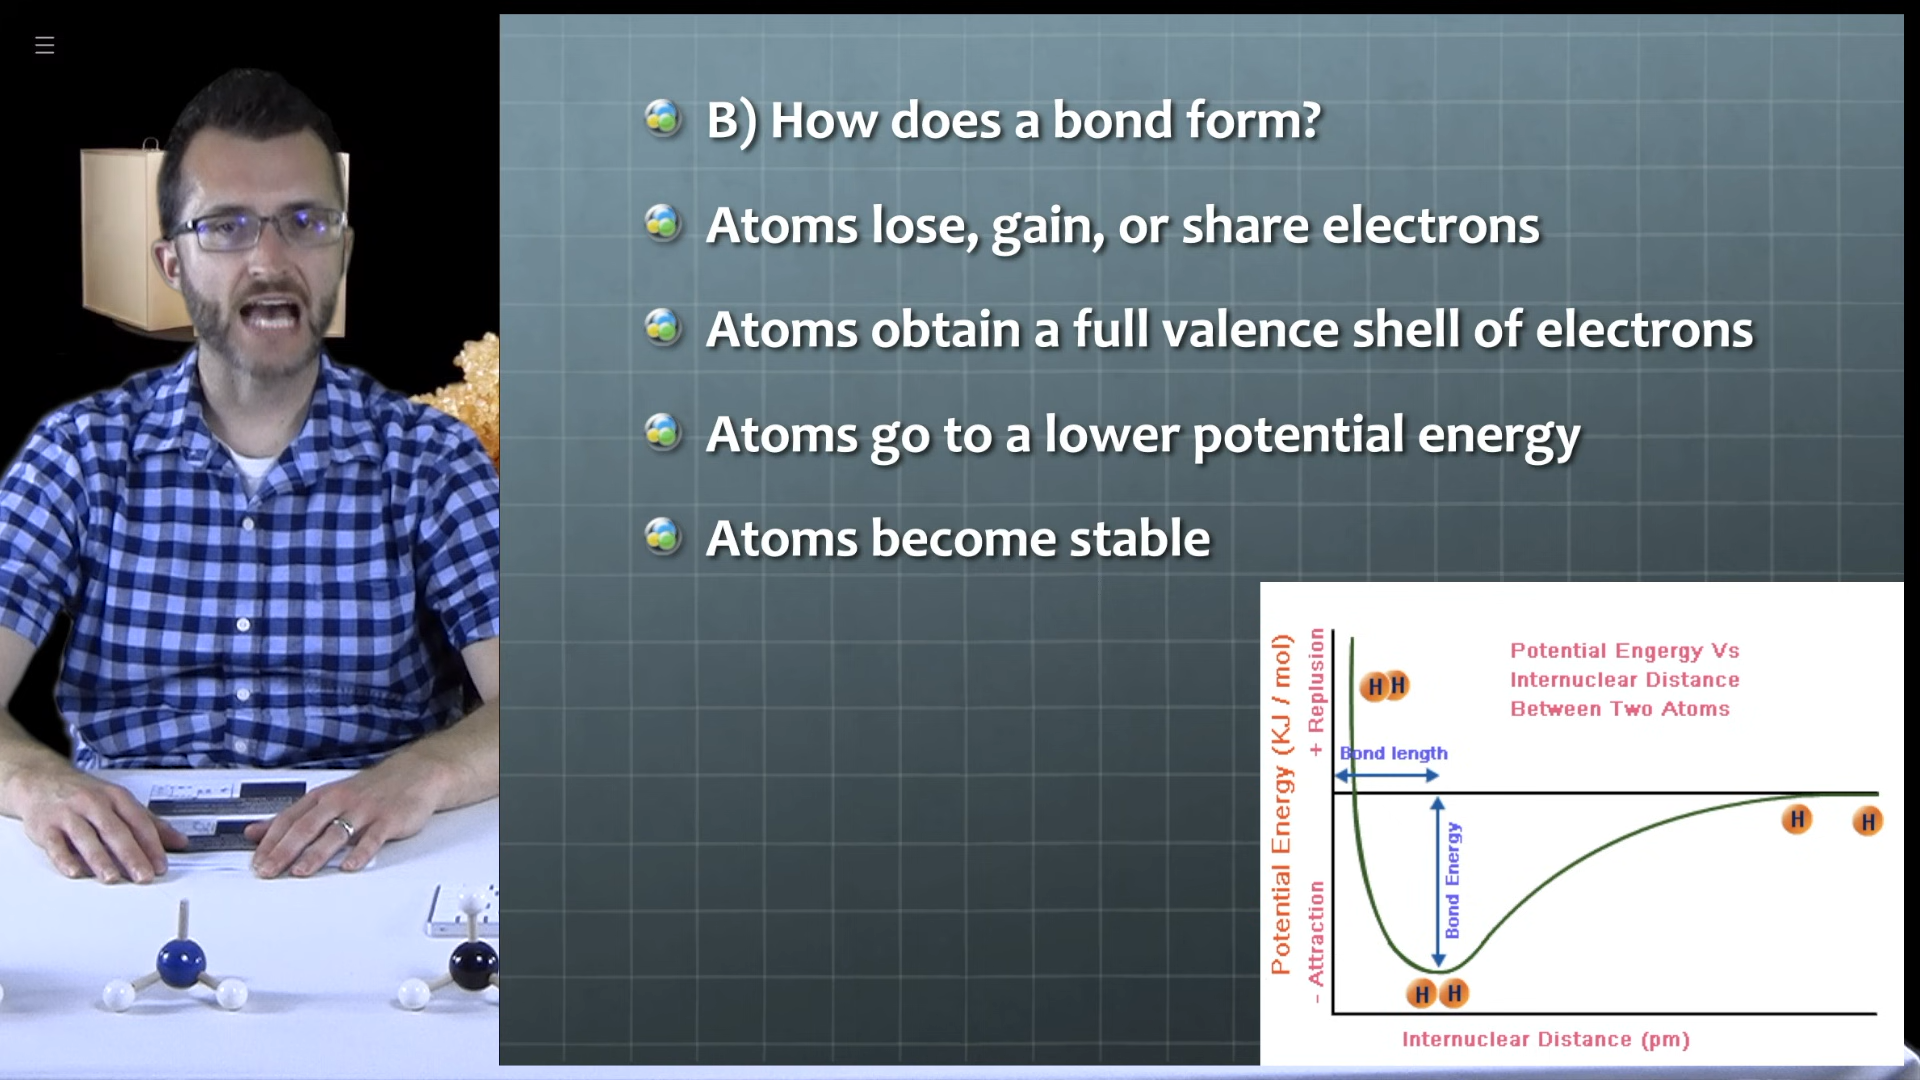 B) How does a bond form?
Atoms lose, gain, or share electrons
Atoms obtain a full valence shell of electrons
Atoms go to a lower potential energy
Atoms become stable
Potential Engergy Vs
Internuclear Distance
Between Two Atoms
Potential Energy (KJ / mol)
+ Replusion
- Attraction
H H
Bond length
Bond Energy
H H
H H
Internuclear Distance (pm)